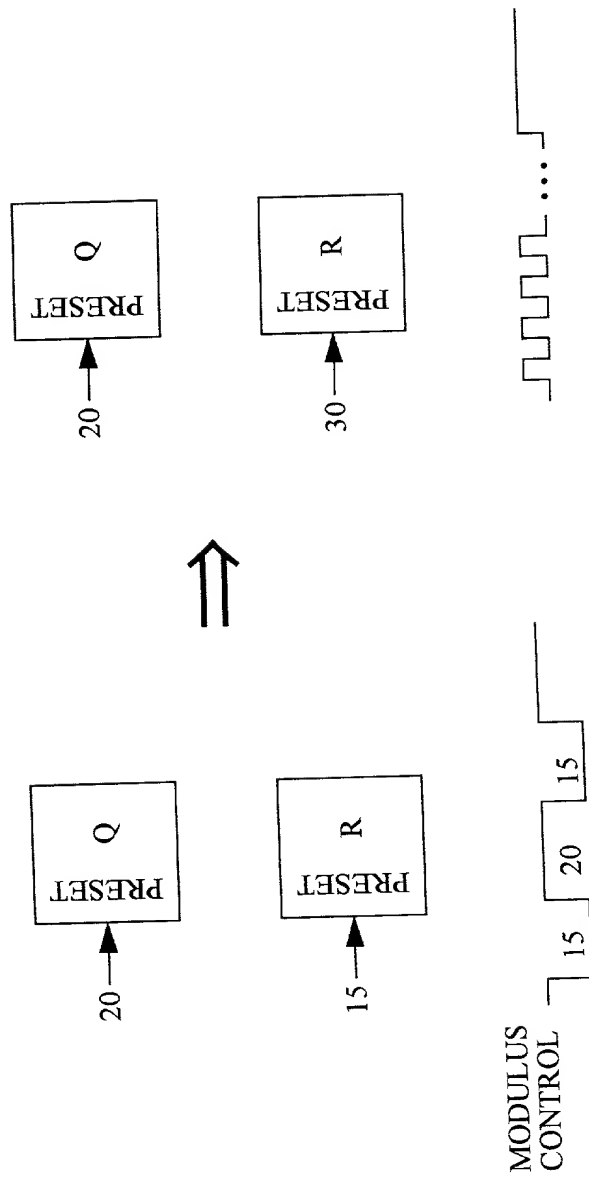 20
PRESET
Q
15
PRESET
R
MODULUS
CONTROL
15
20
15
⇒
20
PRESET
Q
30
PRESET
R
....